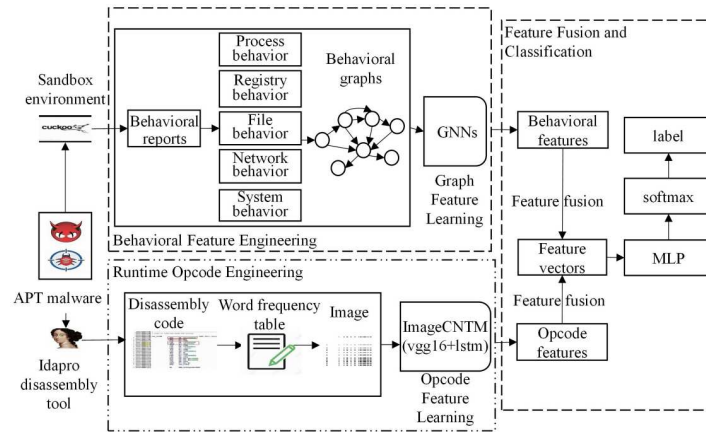 Sandbox
environment
cuckoo
APT malware
Idapro
disassembly
tool
Behavioral
reports
Process
behavior
Registry
behavior
File
behavior
Network
behavior
System
behavior
Behavioral
graphs
GNNs
Graph
Feature
Learning
Behavioral Feature Engineering
Runtime Opcode Engineering
Disassembly
code
Word frequency
table
Image
ImageCNTM
(vgg16+lstm)
Opcode
Feature
Learning
Feature Fusion and
Classification
Behavioral
features
Feature fusion
Feature
vectors
Feature fusion
Opcode
features
label
softmax
MLP